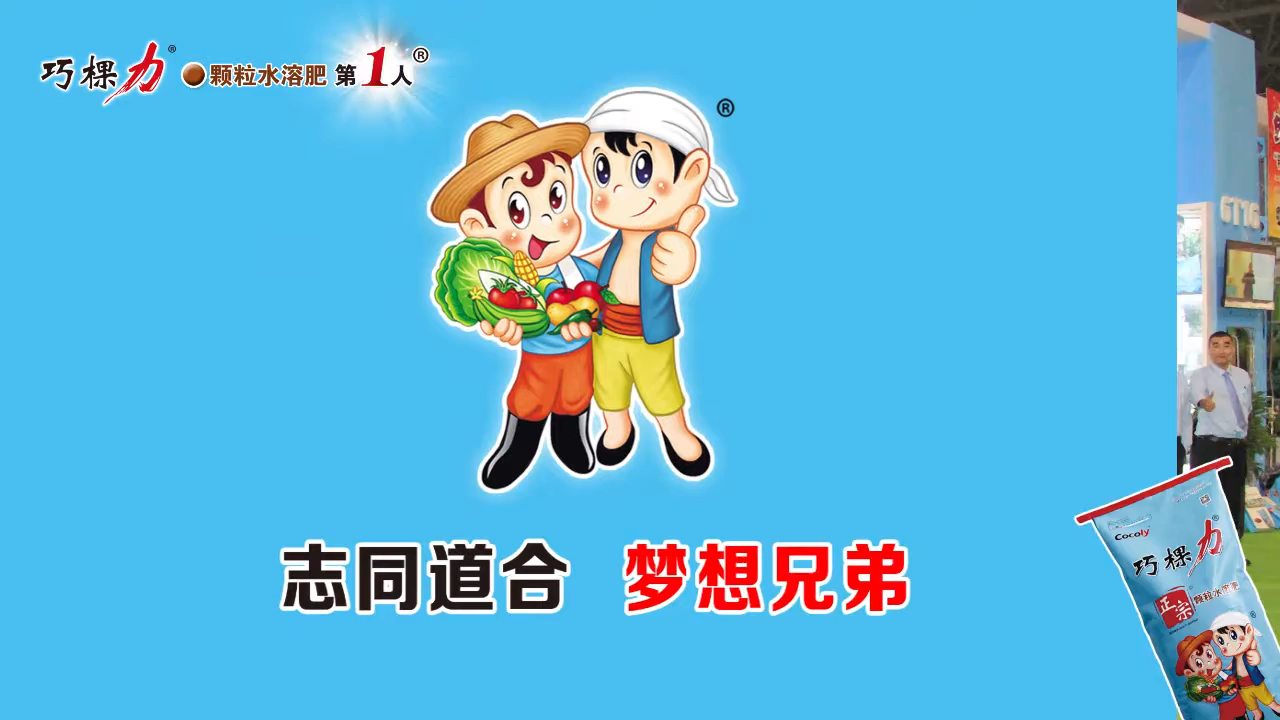 巧棵力® 颗粒水溶肥 第1人®
®
志同道合 梦想兄弟
Cocoly
巧棵力®
正宗 颗粒水溶肥